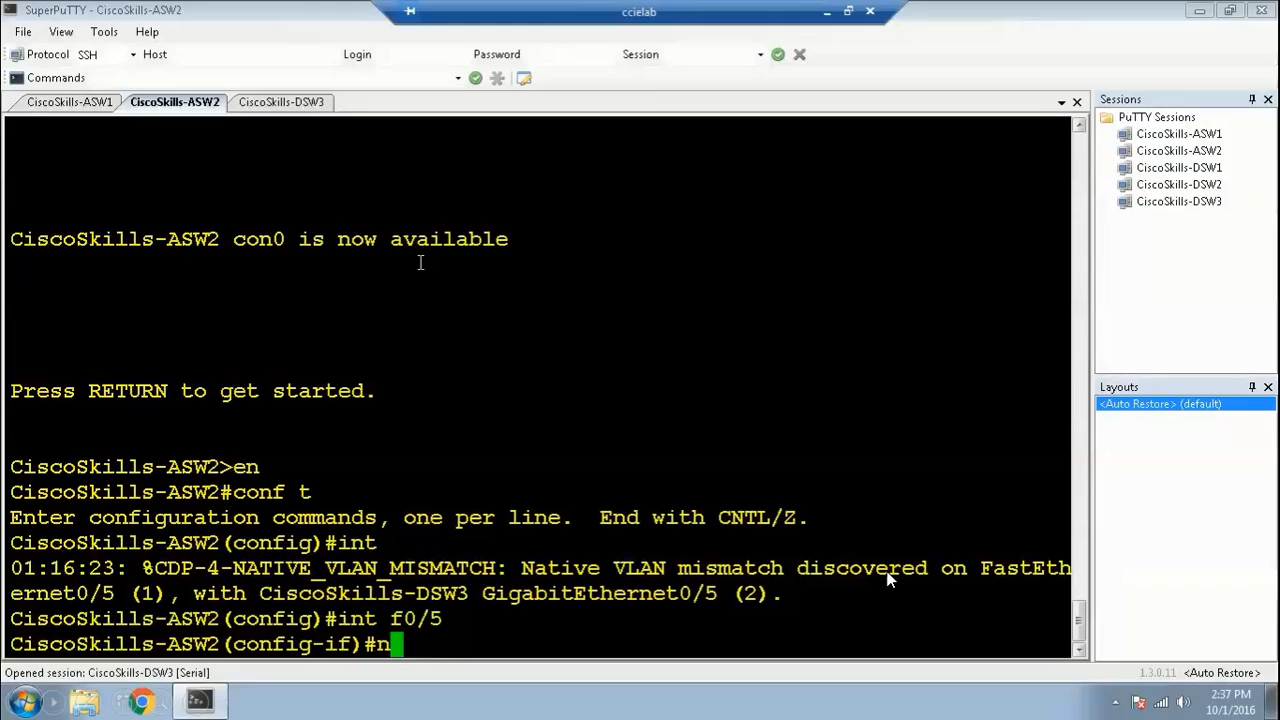 SuperPuTTY - CiscoSkills-ASW2
ccielab
File View Tools Help
Protocol SSH Host Login Password Session
Commands
CiscoSkills-ASW1 CiscoSkills-ASW2 CiscoSkills-DSW3
CiscoSkills-ASW2 con0 is now available
Press RETURN to get started.
CiscoSkills-ASW2>en
CiscoSkills-ASW2#conf t
Enter configuration commands, one per line.  End with CNTL/Z.
CiscoSkills-ASW2(config)#int
01:16:23: %CDP-4-NATIVE_VLAN_MISMATCH: Native VLAN mismatch discovered on FastEth
ernet0/5 (1), with CiscoSkills-DSW3 GigabitEthernet0/5 (2).
CiscoSkills-ASW2(config)#int f0/5
CiscoSkills-ASW2(config-if)#n
Sessions
PuTTY Sessions
CiscoSkills-ASW1
CiscoSkills-ASW2
CiscoSkills-DSW1
CiscoSkills-DSW2
CiscoSkills-DSW3
Layouts
<Auto Restore> (default)
Opened session: CiscoSkills-DSW3 [Serial]
1.3.0.11 <Auto Restore>
2:37 PM
10/1/2016